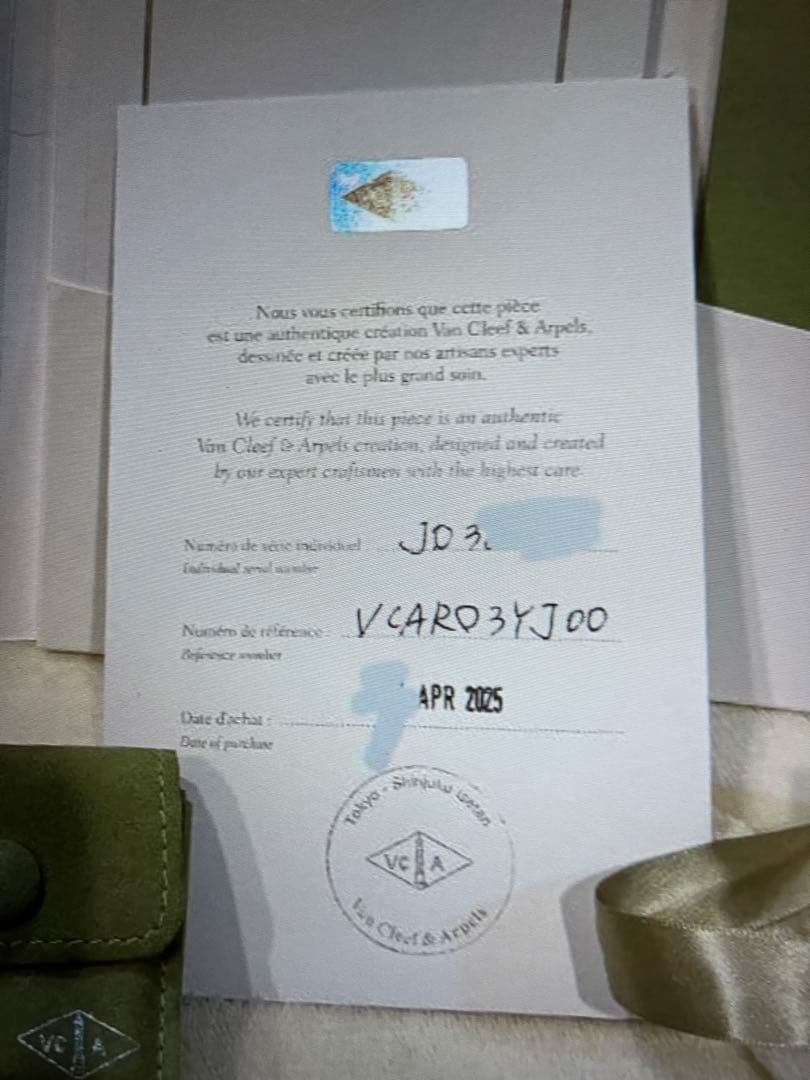 Nous vous certifions que cette pièce
est une authentique création Van Cleef & Arpels,
dessinée et créée par nos artisans experts
avec le plus grand soin.
We certify that this piece is an authentic
Van Cleef & Arpels creation, designed and created
by our expert craftsmen with the highest care.
Numéro de série individuel : JD3
Individual serial number
Numéro de référence : VCARO3YJ00
Reference number
APR 2025
Date d'achat :
Date of purchase
Tokyo - Shinjuku Isetan
VC A
Van Cleef & Arpels
VC A